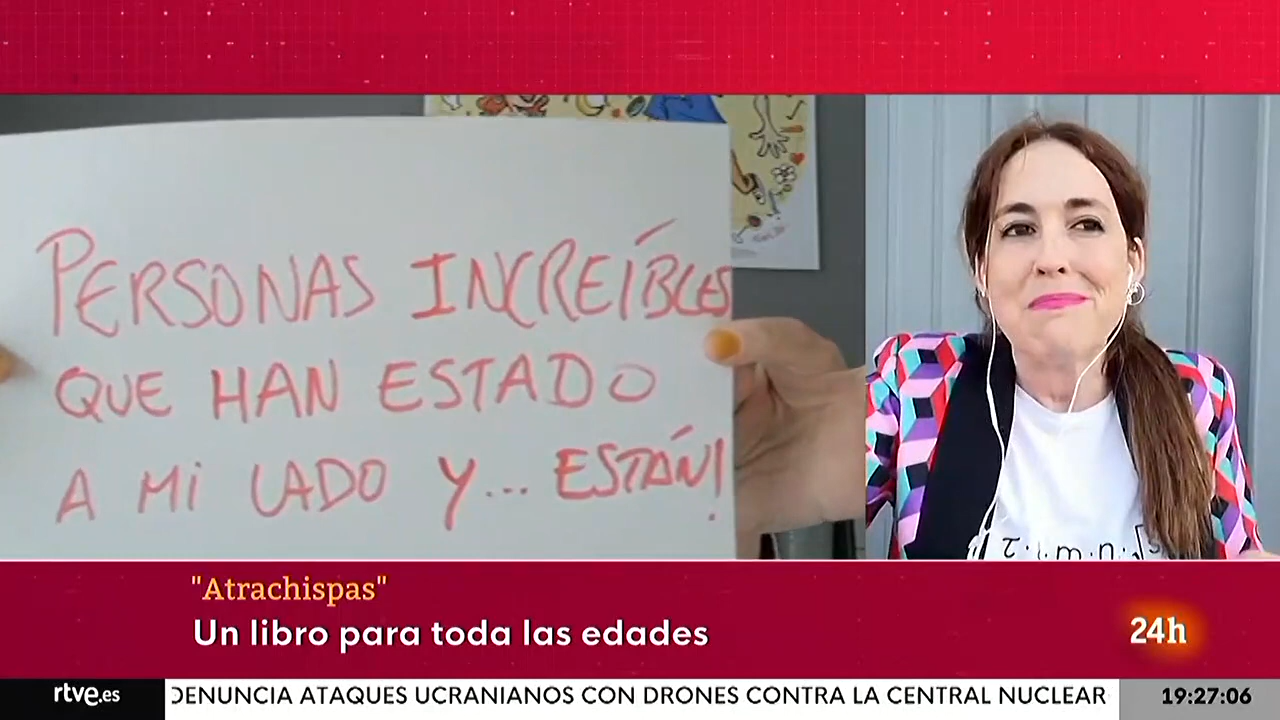 PERSONAS INCREÍBLES
QUE HAN ESTADO
A Mi LADO Y... ESTÁN!
"Atrachispas"
Un libro para toda las edades
24h
rtve.es
DENUNCIA ATAQUES UCRANIANOS CON DRONES CONTRA LA CENTRAL NUCLEAR
19:27:06